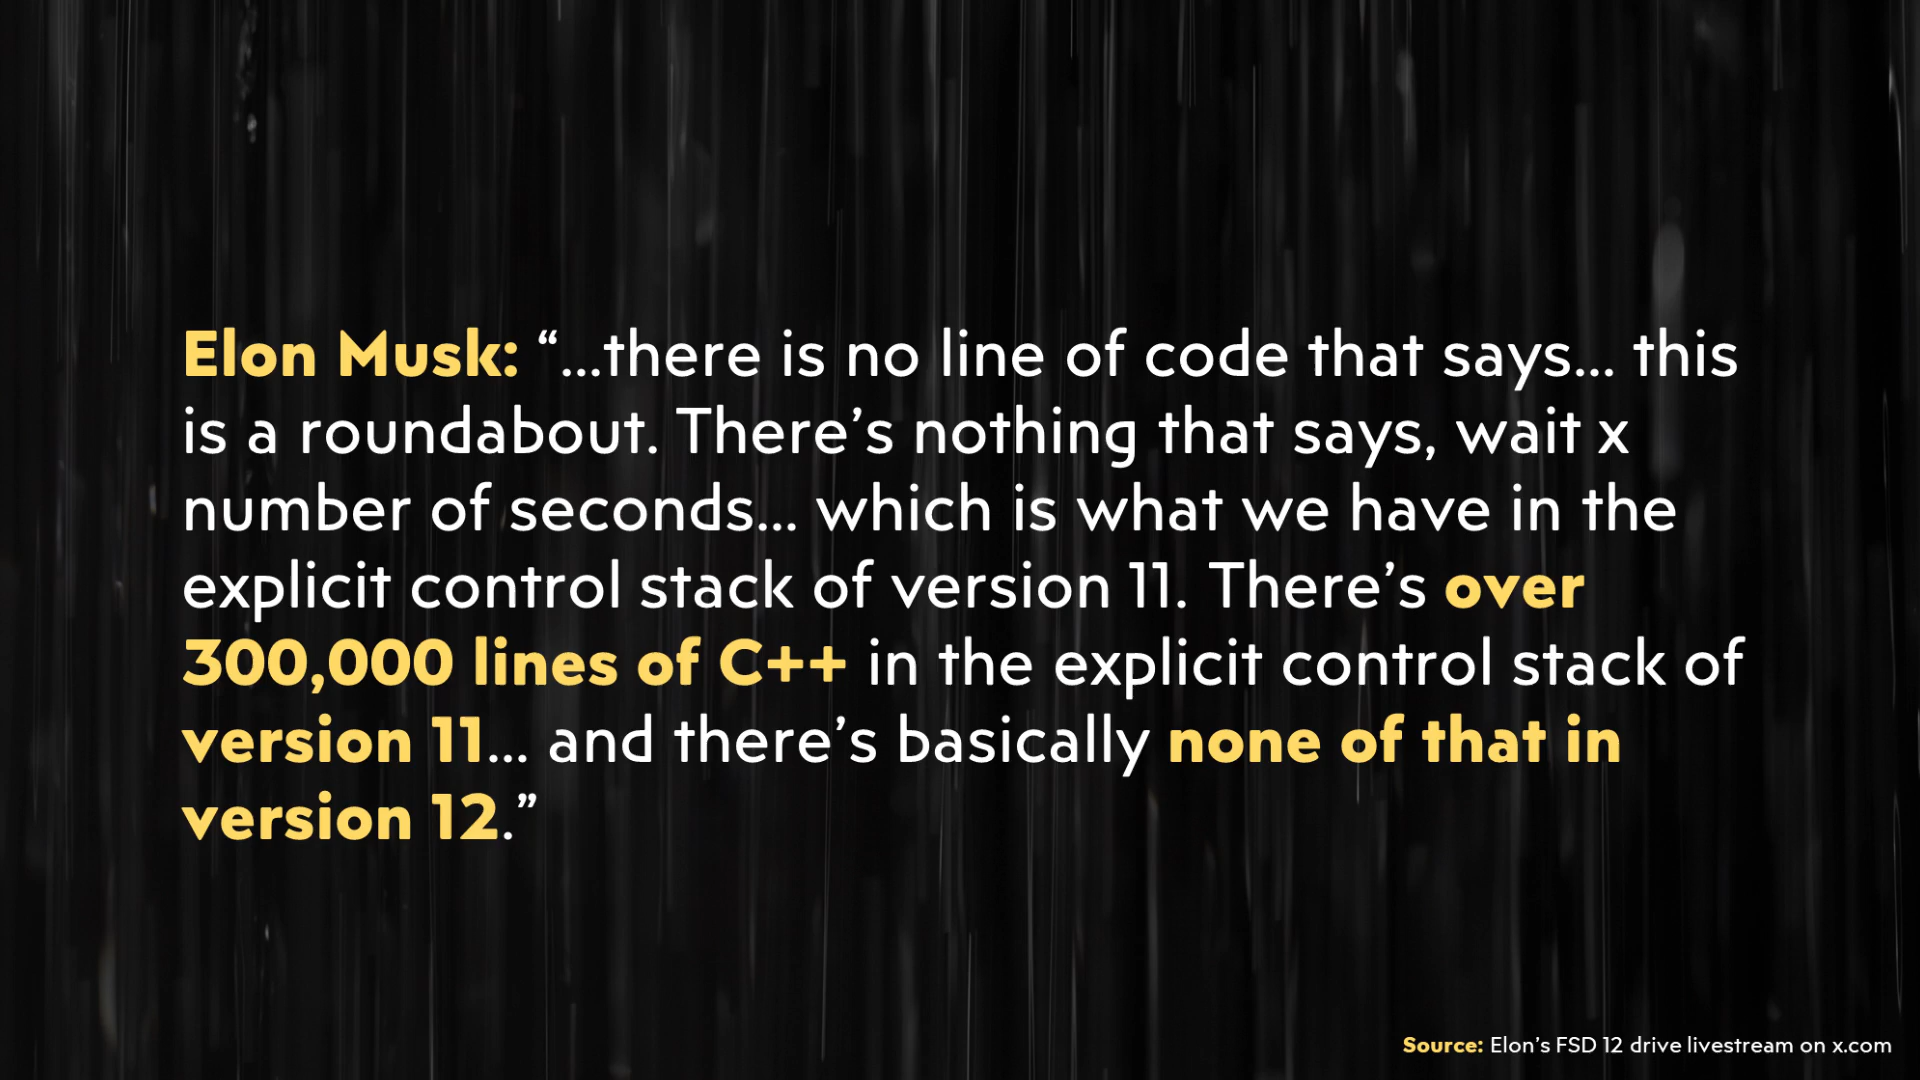 Elon Musk: “...there is no line of code that says... this
is a roundabout. There’s nothing that says, wait x
number of seconds... which is what we have in the
explicit control stack of version 11. There’s over
300,000 lines of C++ in the explicit control stack of
version 11... and there’s basically none of that in
version 12.”
Source: Elon’s FSD 12 drive livestream on x.com